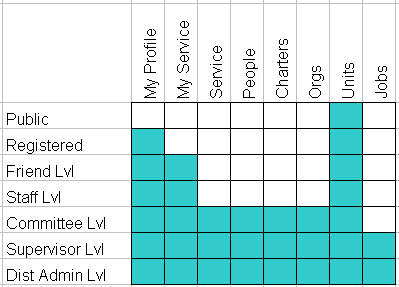 My Profile
My Service
Service
People
Charters
Orgs
Units
Jobs
Public
Registered
Friend Lvl
Staff Lvl
Committee Lvl
Supervisor Lvl
Dist Admin Lvl